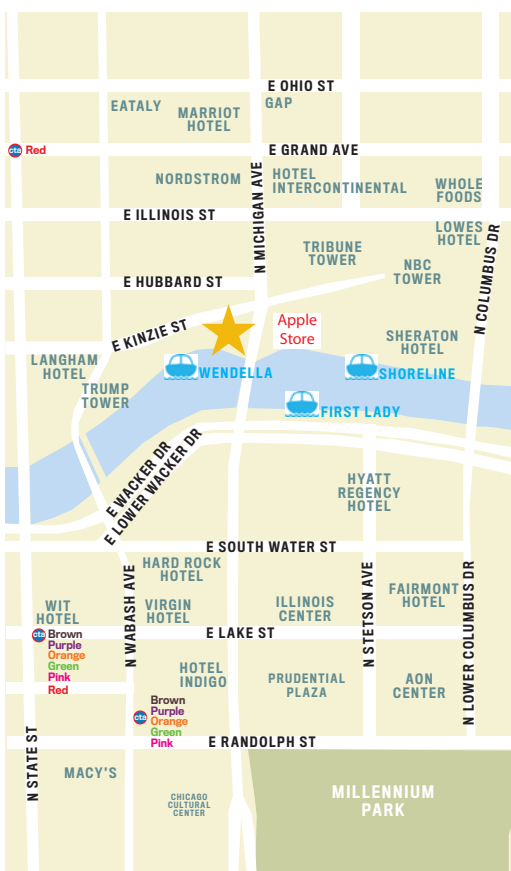 E OHIO ST
EATALY
GAP
MARRIOT
HOTEL
cta Red
E GRAND AVE
N MICHIGAN AVE
NORDSTROM
HOTEL
INTERCONTINENTAL
WHOLE
FOODS
E ILLINOIS ST
LOWES
HOTEL
N COLUMBUS DR
TRIBUNE
TOWER
NBC
TOWER
E HUBBARD ST
E KINZIE ST
Apple
Store
SHERATON
HOTEL
LANGHAM
HOTEL
WENDELLA
SHORELINE
TRUMP
TOWER
FIRST LADY
E WACKER DR
E LOWER WACKER DR
HYATT
REGENCY
HOTEL
E SOUTH WATER ST
HARD ROCK
HOTEL
N WABASH AVE
N STETSON AVE
FAIRMONT
HOTEL
N LOWER COLUMBUS DR
WIT
HOTEL
VIRGIN
HOTEL
ILLINOIS
CENTER
E LAKE ST
cta Brown
Purple
Orange
Green
Pink
Red
HOTEL
INDIGO
PRUDENTIAL
PLAZA
AON
CENTER
cta Brown
Purple
Orange
Green
Pink
E RANDOLPH ST
N STATE ST
MACY'S
CHICAGO
CULTURAL
CENTER
MILLENNIUM
PARK